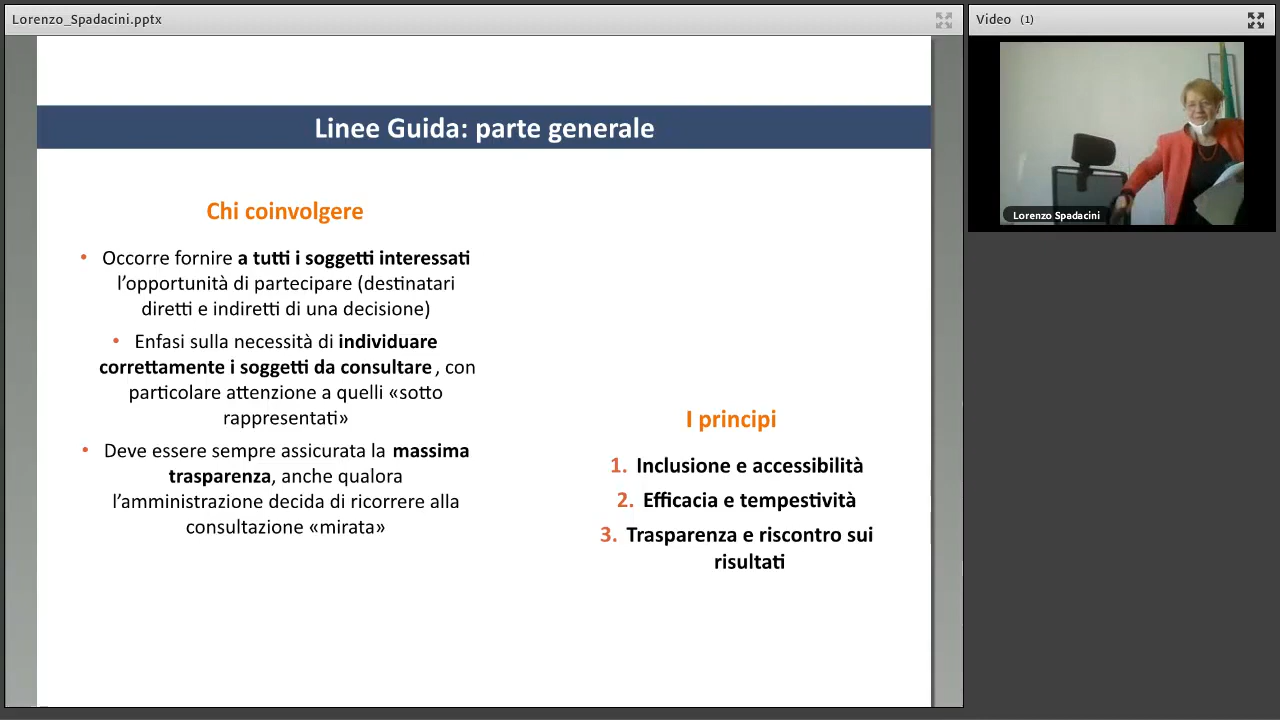 Lorenzo_Spadacini.pptx
Video (1)
Linee Guida: parte generale
Chi coinvolgere
• Occorre fornire a tutti i soggetti interessati
l’opportunità di partecipare (destinatari
diretti e indiretti di una decisione)
• Enfasi sulla necessità di individuare
correttamente i soggetti da consultare, con
particolare attenzione a quelli «sotto
rappresentati»
• Deve essere sempre assicurata la massima
trasparenza, anche qualora
l’amministrazione decida di ricorrere alla
consultazione «mirata»
I principi
1. Inclusione e accessibilità
2. Efficacia e tempestività
3. Trasparenza e riscontro sui
risultati
Lorenzo Spadacini